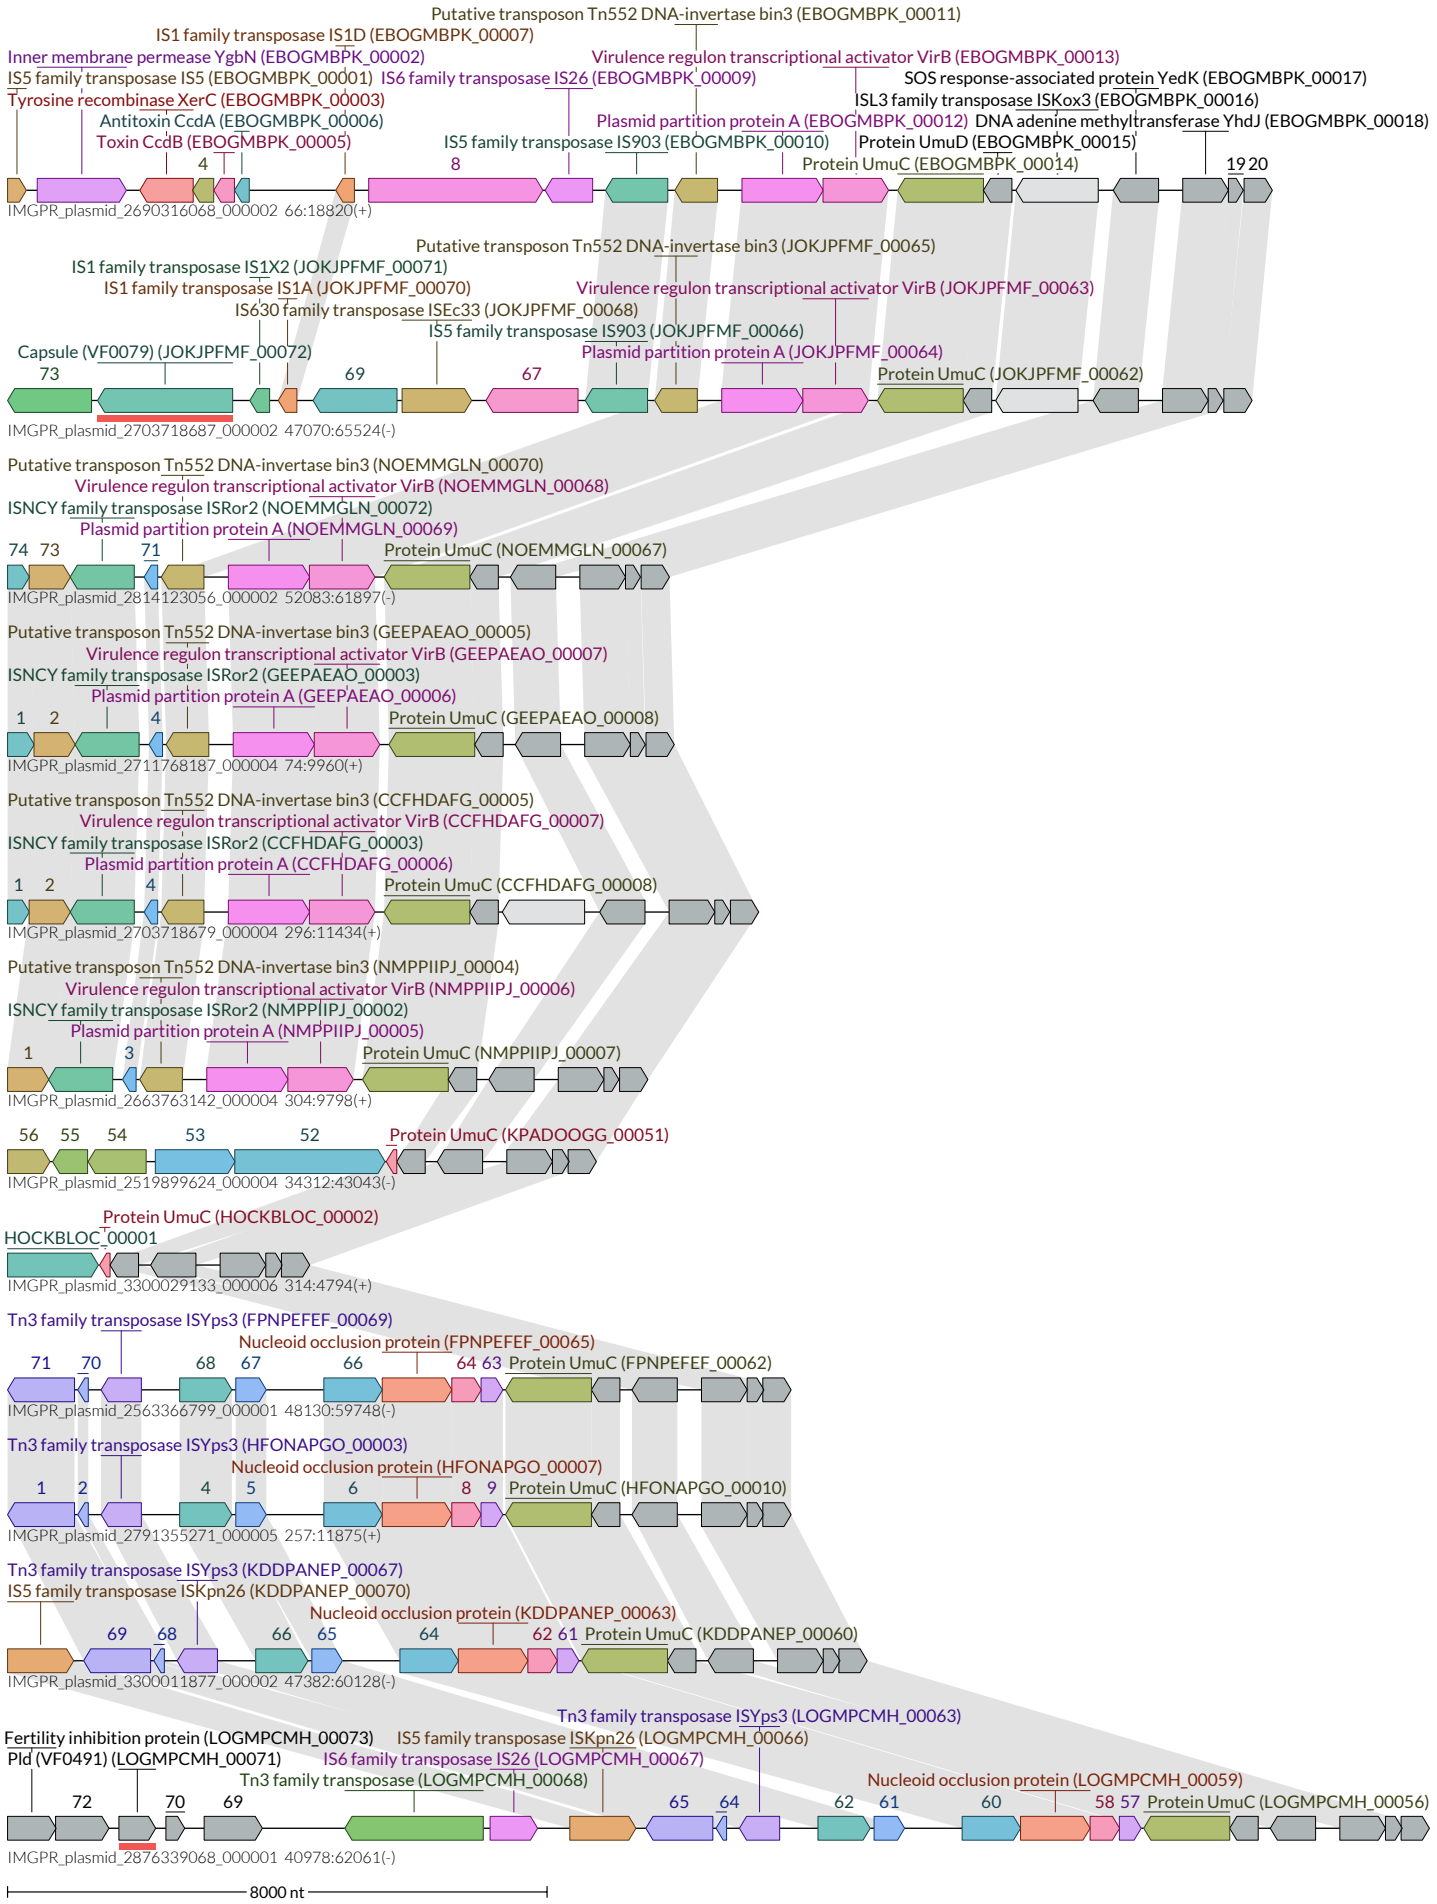 Putative transposon Tn552 DNA-invertase bin3 (EBOGMBPK_00011)
IS1 family transposase IS1D (EBOGMBPK_00007)
Inner membrane permease YgbN (EBOGMBPK_00002) Virulence regulon transcriptional activator VirB (EBOGMBPK_00013)
IS5 family transposase IS5 (EBOGMBPK_00001) IS6 family transposase IS26 (EBOGMBPK_00009) SOS response-associated protein YedK (EBOGMBPK_00017)
Tyrosine recombinase XerC (EBOGMBPK_00003) ISL3 family transposase ISKox3 (EBOGMBPK_00016)
Antitoxin CcdA (EBOGMBPK_00006) Plasmid partition protein A (EBOGMBPK_00012) DNA adenine methyltransferase YhdJ (EBOGMBPK_00018)
Toxin CcdB (EBOGMBPK_00005) IS5 family transposase IS903 (EBOGMBPK_00010) Protein UmuD (EBOGMBPK_00015)
4 8 Protein UmuC (EBOGMBPK_00014) 19 20
IMGPR_plasmid_2690316068_000002 66:18820(+)
Putative transposon Tn552 DNA-invertase bin3 (JOKJPFMF_00065)
IS1 family transposase IS1X2 (JOKJPFMF_00071)
IS1 family transposase IS1A (JOKJPFMF_00070) Virulence regulon transcriptional activator VirB (JOKJPFMF_00063)
IS630 family transposase ISEc33 (JOKJPFMF_00068)
IS5 family transposase IS903 (JOKJPFMF_00066)
Capsule (VF0079) (JOKJPFMF_00072) Plasmid partition protein A (JOKJPFMF_00064)
73 69 67 Protein UmuC (JOKJPFMF_00062)
IMGPR_plasmid_2703718687_000002 47070:65524(-)
Putative transposon Tn552 DNA-invertase bin3 (NOEMMGLN_00070)
Virulence regulon transcriptional activator VirB (NOEMMGLN_00068)
ISNCY family transposase ISRor2 (NOEMMGLN_00072)
Plasmid partition protein A (NOEMMGLN_00069)
74 73 71 Protein UmuC (NOEMMGLN_00067)
IMGPR_plasmid_2814123056_000002 52083:61897(-)
Putative transposon Tn552 DNA-invertase bin3 (GEEPAEAO_00005)
Virulence regulon transcriptional activator VirB (GEEPAEAO_00007)
ISNCY family transposase ISRor2 (GEEPAEAO_00003)
Plasmid partition protein A (GEEPAEAO_00006)
1 2 4 Protein UmuC (GEEPAEAO_00008)
IMGPR_plasmid_2711768187_000004 74:9960(+)
Putative transposon Tn552 DNA-invertase bin3 (CCFHDAFG_00005)
Virulence regulon transcriptional activator VirB (CCFHDAFG_00007)
ISNCY family transposase ISRor2 (CCFHDAFG_00003)
Plasmid partition protein A (CCFHDAFG_00006)
1 2 4 Protein UmuC (CCFHDAFG_00008)
IMGPR_plasmid_2703718679_000004 296:11434(+)
Putative transposon Tn552 DNA-invertase bin3 (NMPPIIPJ_00004)
Virulence regulon transcriptional activator VirB (NMPPIIPJ_00006)
ISNCY family transposase ISRor2 (NMPPIIPJ_00002)
Plasmid partition protein A (NMPPIIPJ_00005)
1 3 Protein UmuC (NMPPIIPJ_00007)
IMGPR_plasmid_2663763142_000004 304:9798(+)
56 55 54 53 52 Protein UmuC (KPADOOGG_00051)
IMGPR_plasmid_2519899624_000004 34312:43043(-)
Protein UmuC (HOCKBLOC_00002)
HOCKBLOC_00001
IMGPR_plasmid_3300029133_000006 314:4794(+)
Tn3 family transposase ISYps3 (FPNPEFEF_00069)
Nucleoid occlusion protein (FPNPEFEF_00065)
71 70 68 67 66 64 63 Protein UmuC (FPNPEFEF_00062)
IMGPR_plasmid_2563366799_000001 48130:59748(-)
Tn3 family transposase ISYps3 (HFONAPGO_00003)
Nucleoid occlusion protein (HFONAPGO_00007)
1 2 4 5 6 8 9 Protein UmuC (HFONAPGO_00010)
IMGPR_plasmid_2791355271_000005 257:11875(+)
Tn3 family transposase ISYps3 (KDDPANEP_00067)
IS5 family transposase ISKpn26 (KDDPANEP_00070)
Nucleoid occlusion protein (KDDPANEP_00063)
69 68 66 65 64 62 61 Protein UmuC (KDDPANEP_00060)
IMGPR_plasmid_3300011877_000002 47382:60128(-)
Tn3 family transposase ISYps3 (LOGMPCMH_00063)
Fertility inhibition protein (LOGMPCMH_00073) IS5 family transposase ISKpn26 (LOGMPCMH_00066)
Pld (VF0491) (LOGMPCMH_00071) IS6 family transposase IS26 (LOGMPCMH_00067)
Tn3 family transposase (LOGMPCMH_00068) Nucleoid occlusion protein (LOGMPCMH_00059)
72 70 69 65 64 62 61 60 58 57 Protein UmuC (LOGMPCMH_00056)
IMGPR_plasmid_2876339068_000001 40978:62061(-)
8000 nt